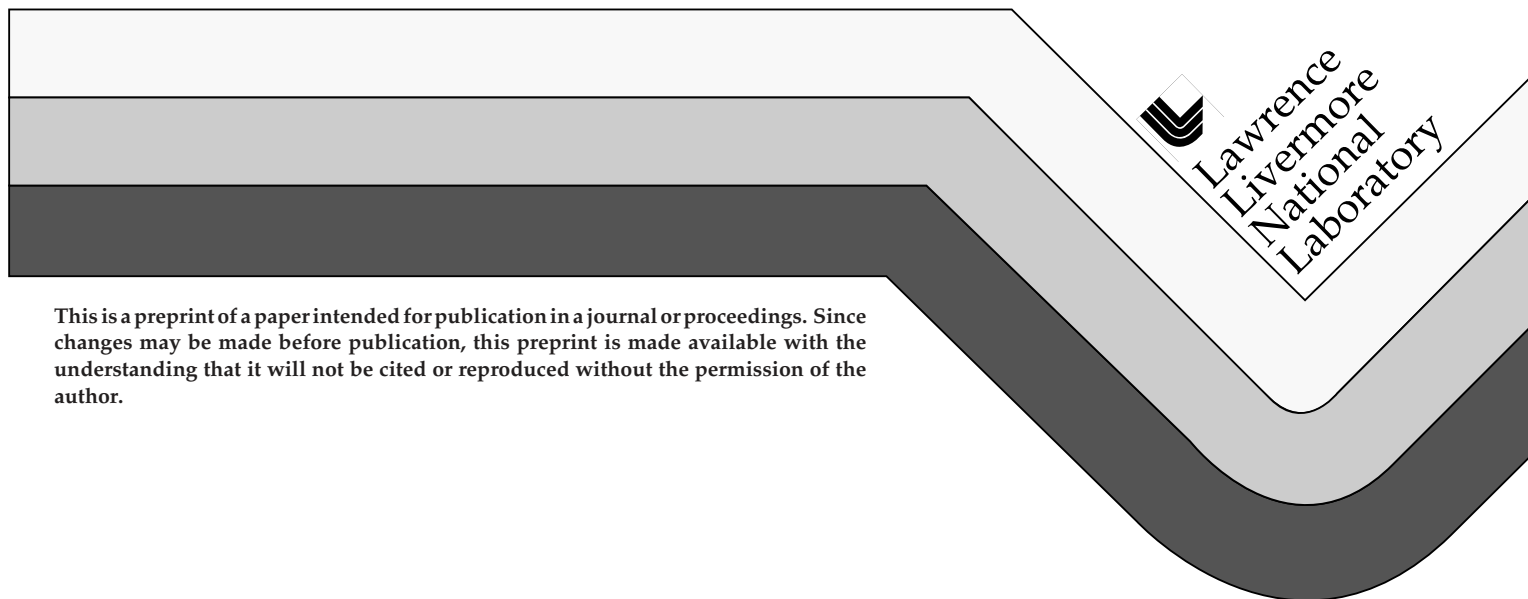 Lawrence
Livermore
National
Laboratory
This is a preprint of a paper intended for publication in a journal or proceedings. Since
changes may be made before publication, this preprint is made available with the
understanding that it will not be cited or reproduced without the permission of the
author.